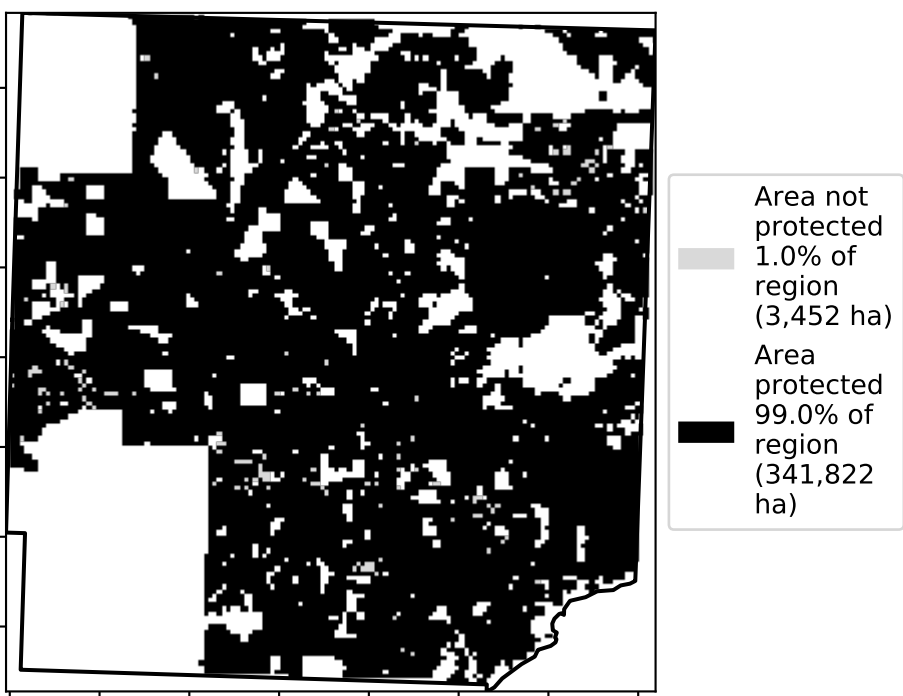 Area not
protected
1.0% of
region
(3,452 ha)
Area
protected
99.0% of
region
(341,822
ha)